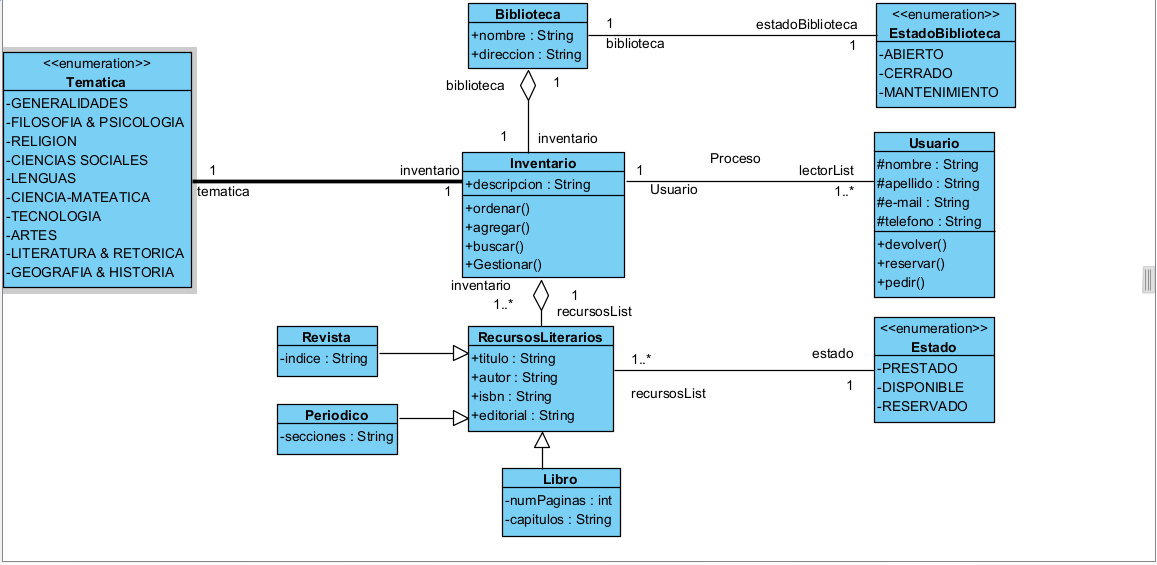 Biblioteca
+nombre : String
+direccion : String
1
biblioteca
estadoBiblioteca
1
<<enumeration>>
EstadoBiblioteca
-ABIERTO
-CERRADO
-MANTENIMIENTO
biblioteca
1
1
inventario
<<enumeration>>
Tematica
-GENERALIDADES
-FILOSOFIA & PSICOLOGIA
-RELIGION
-CIENCIAS SOCIALES
-LENGUAS
-CIENCIA-MATEATICA
-TECNOLOGIA
-ARTES
-LITERATURA & RETORICA
-GEOGRAFIA & HISTORIA
1
tematica
inventario
1
Inventario
+descripcion : String
+ordenar()
+agregar()
+buscar()
+Gestionar()
1
Usuario
Proceso
lectorList
1..*
Usuario
#nombre : String
#apellido : String
#e-mail : String
#telefono : String
+devolver()
+reservar()
+pedir()
inventario
1..*
1
recursosList
Revista
-indice : String
Periodico
-secciones : String
RecursosLiterarios
+titulo : String
+autor : String
+isbn : String
+editorial : String
1..*
recursosList
estado
1
<<enumeration>>
Estado
-PRESTADO
-DISPONIBLE
-RESERVADO
Libro
-numPaginas : int
-capitulos : String